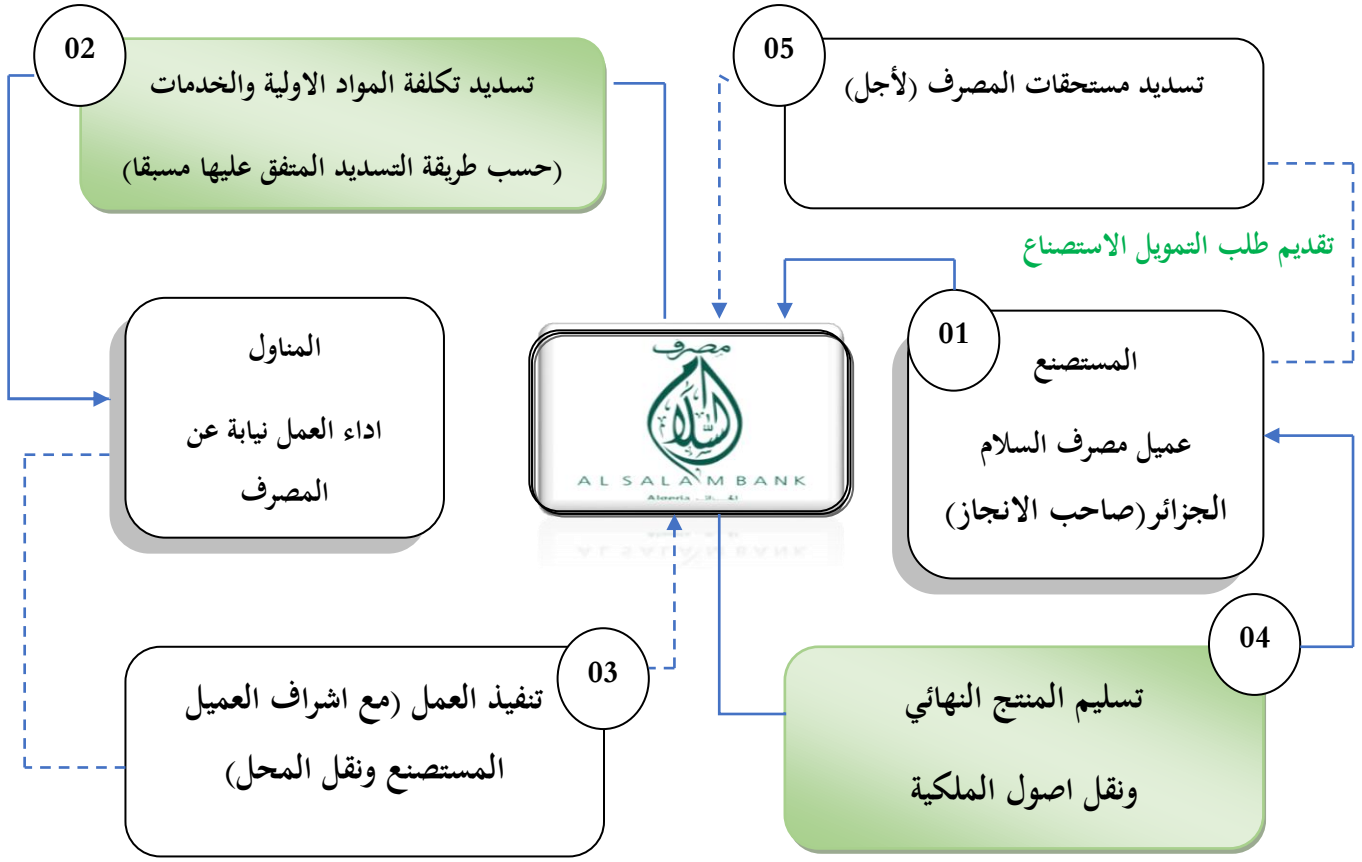 02
تسديد تكلفة المواد الاولية والخدمات
(حسب طريقة التسديد المتفق عليها مسبقا)
05
تسديد مستحقات المصرف (لأجل)
تقديم طلب التمويل الاستصناع
01
المستصنع
عميل مصرف السلام
الجزائر(صاحب الانجاز)
مصرف
السلام
AL SALAM BANK
Algeria
المناول
اداء العمل نيابة عن
المصرف
03
تنفيذ العمل (مع اشراف العميل
المستصنع ونقل المحل)
04
تسليم المنتج النهائي
ونقل اصول الملكية